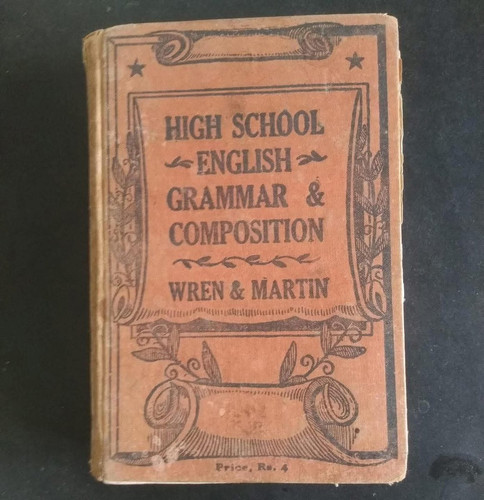 HIGH SCHOOL
ENGLISH
GRAMMAR &
COMPOSITION
WREN & MARTIN
Price, Rs. 4